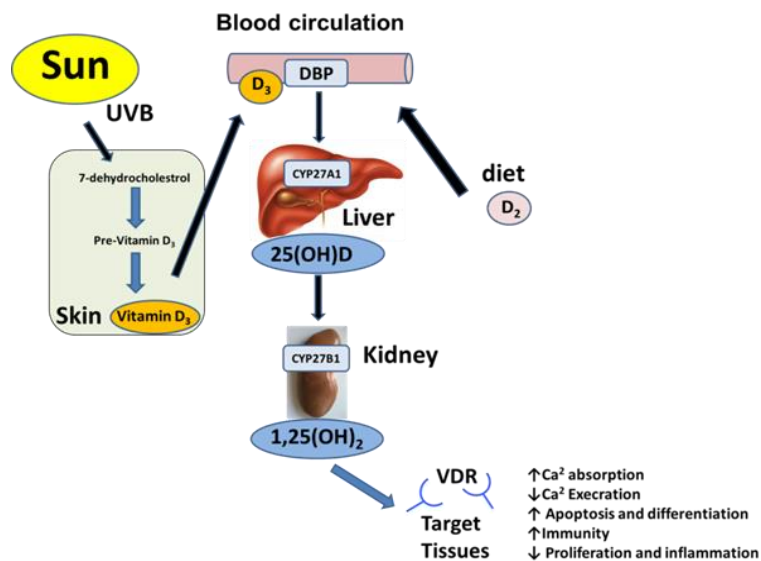 Blood circulation
Sun
UVB
D₃
DBP
7-dehydrocholestrol
Pre-Vitamin D₃
Skin
Vitamin D₃
CYP27A1
Liver
25(OH)D
diet
D₂
CYP27B1
Kidney
1,25(OH)₂
VDR
Target
Tissues
↑Ca² absorption
↓Ca² Execration
↑ Apoptosis and differentiation
↑Immunity
↓ Proliferation and inflammation